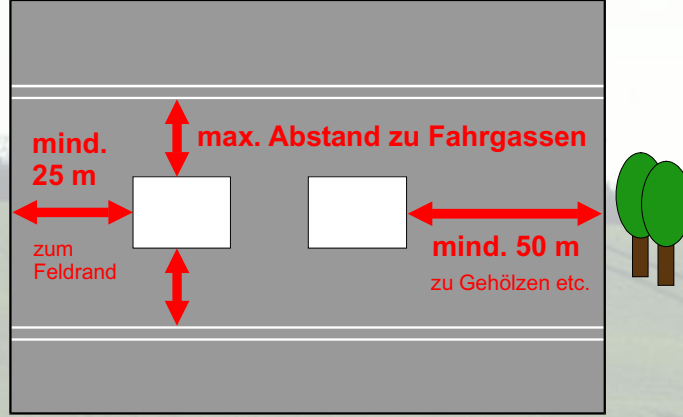 mind.
25 m
zum
Feldrand
max. Abstand zu Fahrgassen
mind. 50 m
zu Gehölzen etc.